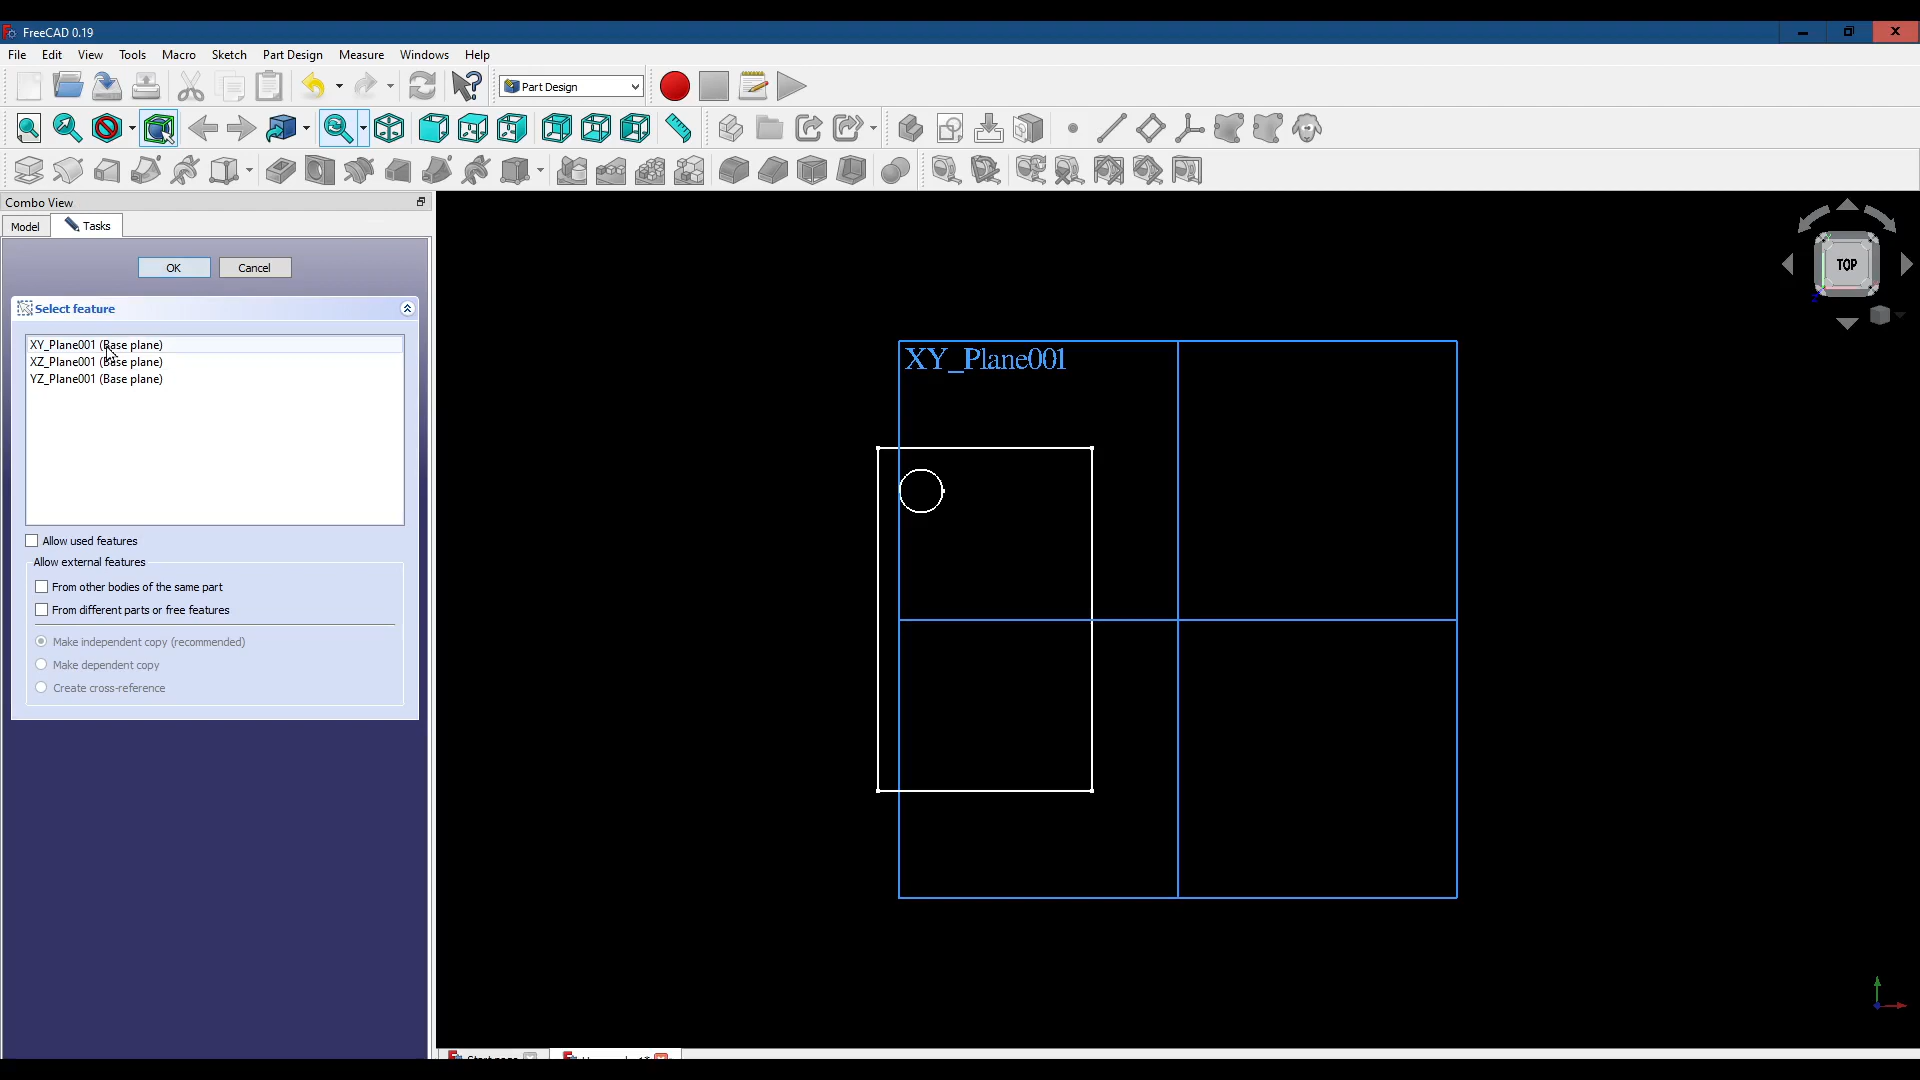 FreeCAD 0.19
File Edit View Tools Macro Sketch Part Design Measure Windows Help
Part Design
Combo View
Model Tasks
OK Cancel
Select feature
XY_Plane001 (Base plane)
XZ_Plane001 (Base plane)
YZ_Plane001 (Base plane)
Allow used features
Allow external features
From other bodies of the same part
From different parts or free features
Make independent copy (recommended)
Make dependent copy
Create cross-reference
XY_Plane001
TOP
Z